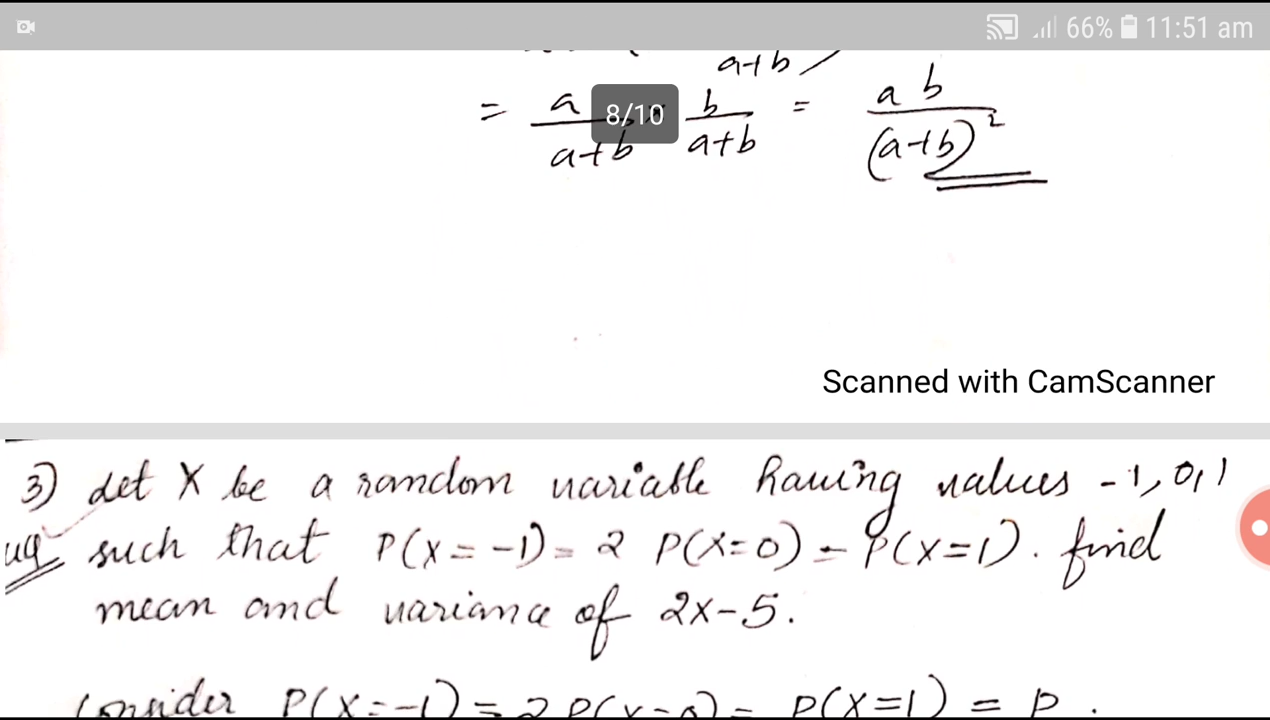 66% 11:51 am
a+b)
= a/a+b b/a+b = ab/(a+b)²
8/10
Scanned with CamScanner
3) Let X be a random variable having values -1, 0, 1
UQ such that P(X = -1) = 2 P(X=0) = P(X=1). find
mean and variance of 2X-5.
Consider P(X=-1) = 2 P(X=0) = P(X=1) = P.